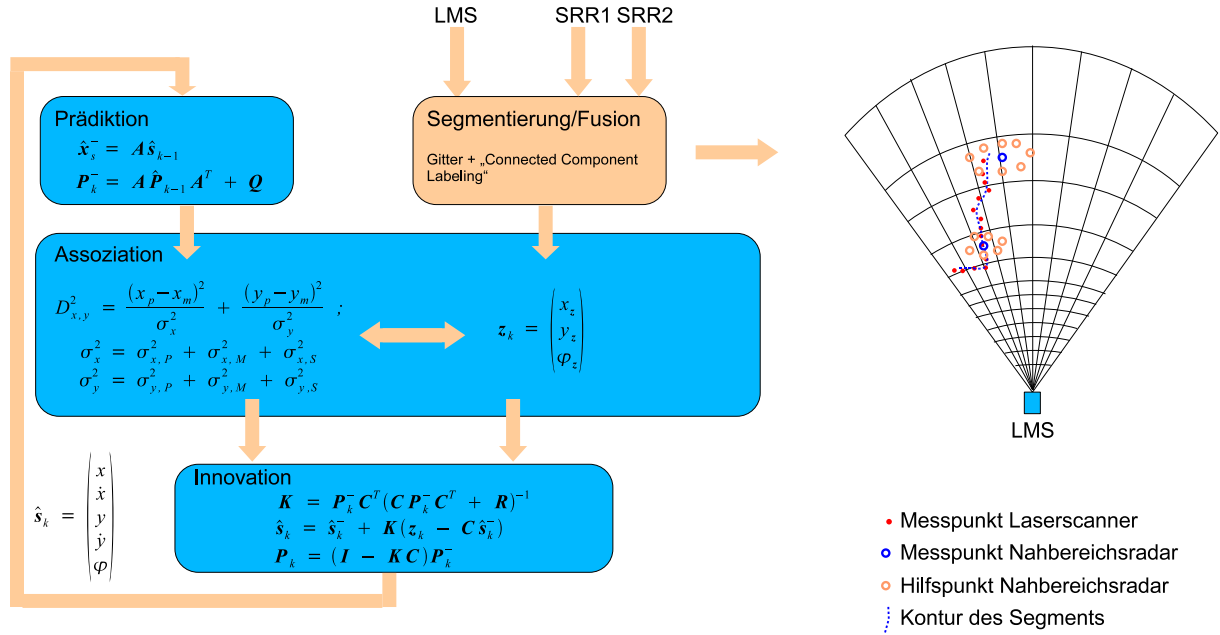 LMS
SRR1 SRR2
Prädiktion
x̂ₛ⁻ = A ŝₖ₋₁
Pₖ⁻ = A P̂ₖ₋₁ Aᵀ + Q
Segmentierung/Fusion
Gitter + „Connected Component
Labeling“
Assoziation
D²ₓ,ᵧ = (xₚ−xₘ)² / σₓ² + (yₚ−yₘ)² / σᵧ² ;
σ²ₓ = σ²ₓ,P + σ²ₓ,M + σ²ₓ,S
σ²ᵧ = σ²ᵧ,P + σ²ᵧ,M + σ²ᵧ,S
zₖ = (x_z
y_z
φ_z)
Innovation
K = Pₖ⁻ Cᵀ (C Pₖ⁻ Cᵀ + R)⁻¹
ŝₖ = ŝₖ⁻ + K(zₖ − C ŝₖ⁻)
Pₖ = (I − K C) Pₖ⁻
ŝₖ = (x
ẋ
y
ẏ
φ)
LMS
Messpunkt Laserscanner
Messpunkt Nahbereichsradar
Hilfspunkt Nahbereichsradar
Kontur des Segments